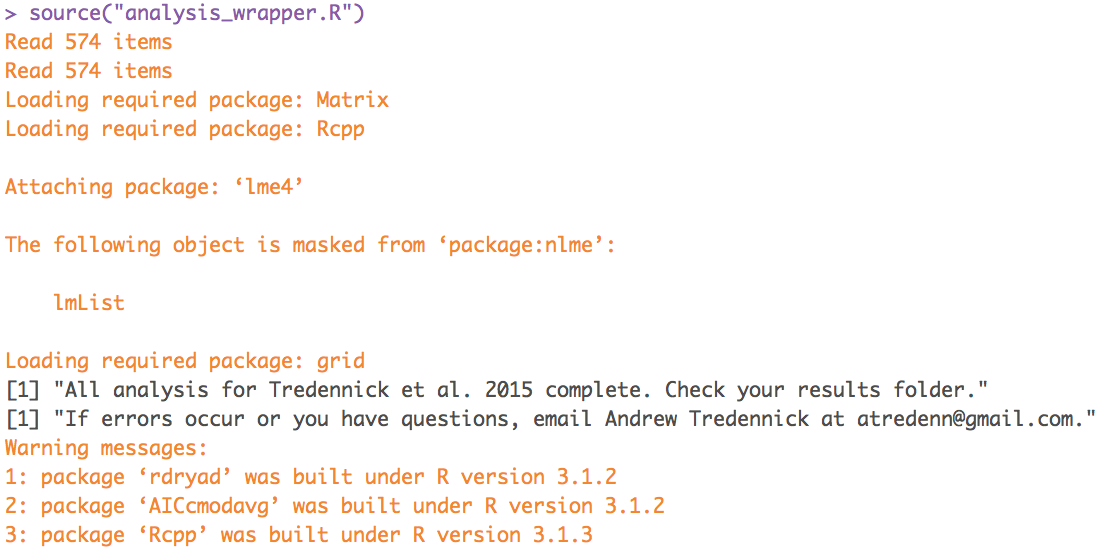 > source("analysis_wrapper.R")
Read 574 items
Read 574 items
Loading required package: Matrix
Loading required package: Rcpp
Attaching package: ‘lme4’
The following object is masked from ‘package:nlme’:
lmList
Loading required package: grid
[1] "All analysis for Tredennick et al. 2015 complete. Check your results folder."
[1] "If errors occur or you have questions, email Andrew Tredennick at atredenn@gmail.com."
Warning messages:
1: package ‘rdryad’ was built under R version 3.1.2
2: package ‘AICcmodavg’ was built under R version 3.1.2
3: package ‘Rcpp’ was built under R version 3.1.3